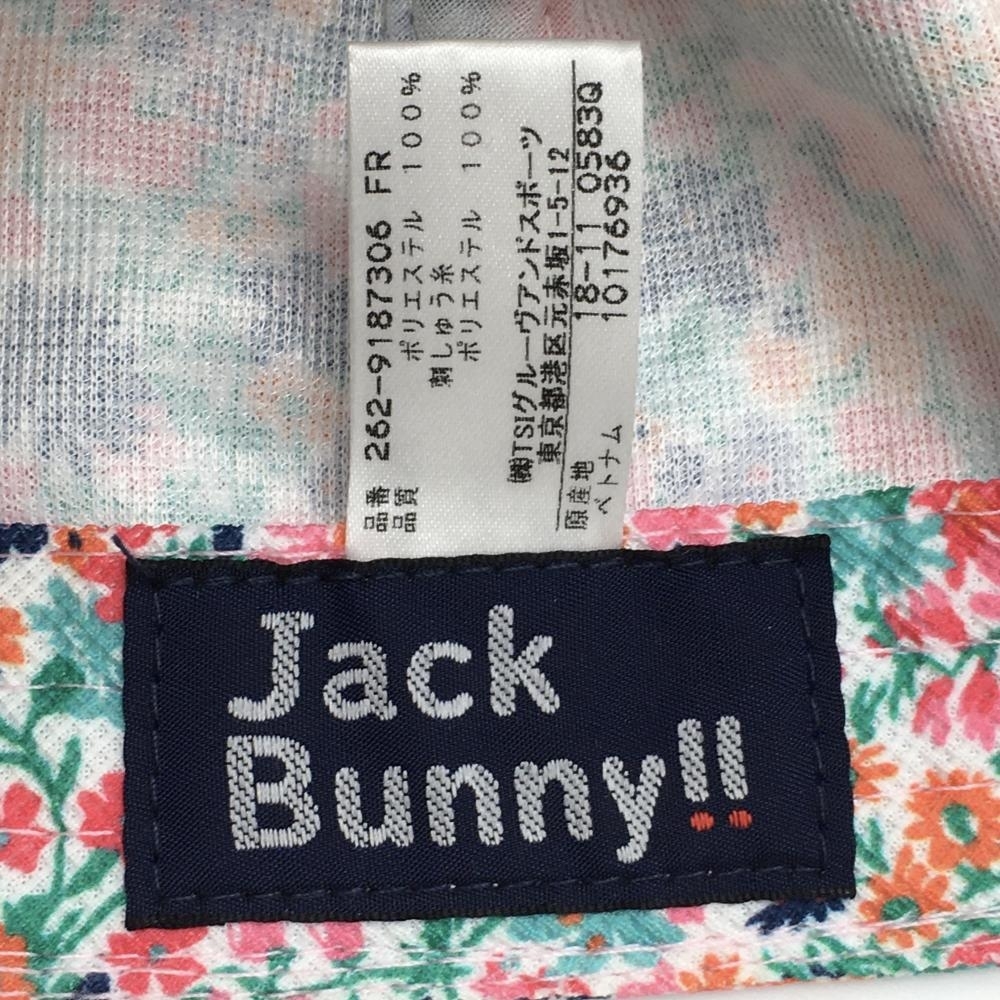 品番 262-9187306 FR
品質 ポリエステル 100%
刺しゅう糸
ポリエステル 100%
㈱TSIグルーヴアンドスポーツ
東京都港区元赤坂1-5-12
原産地 18-11 0583Q
ベトナム 10176936
Jack
Bunny!!